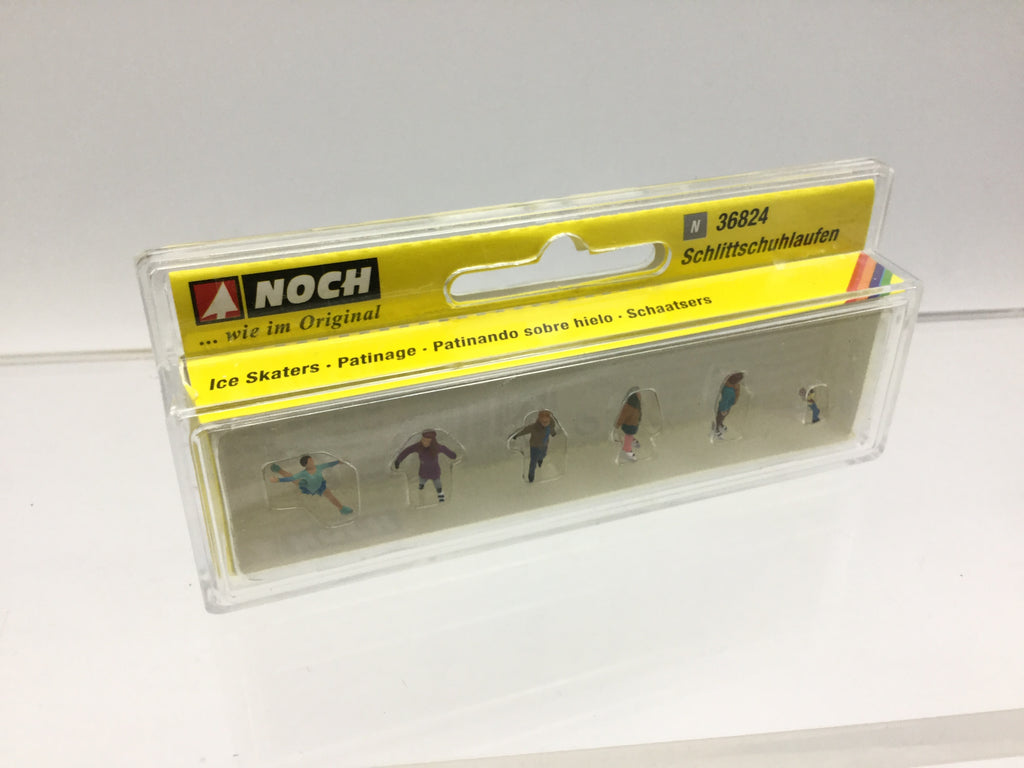 NOCH
... wie im Original
N 36824
Schlittschuhlaufen
Ice Skaters · Patinage · Patinando sobre hielo · Schaatsers